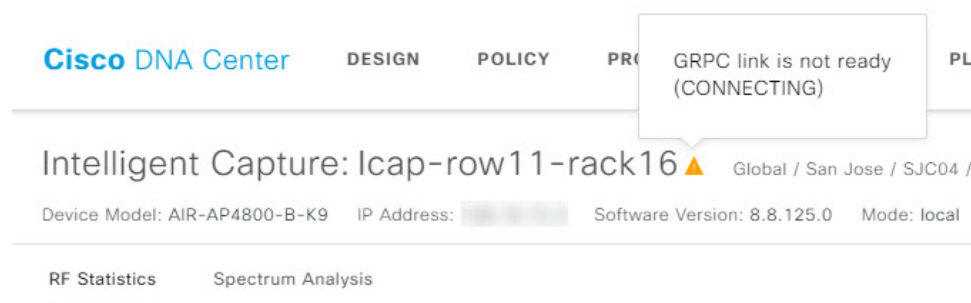 Cisco DNA Center DESIGN POLICY
GRPC link is not ready
(CONNECTING)
Intelligent Capture: Icap-row11-rack16 Global / San Jose / SJC04 /
Device Model: AIR-AP4800-B-K9 IP Address: Software Version: 8.8.125.0 Mode: local
RF Statistics Spectrum Analysis